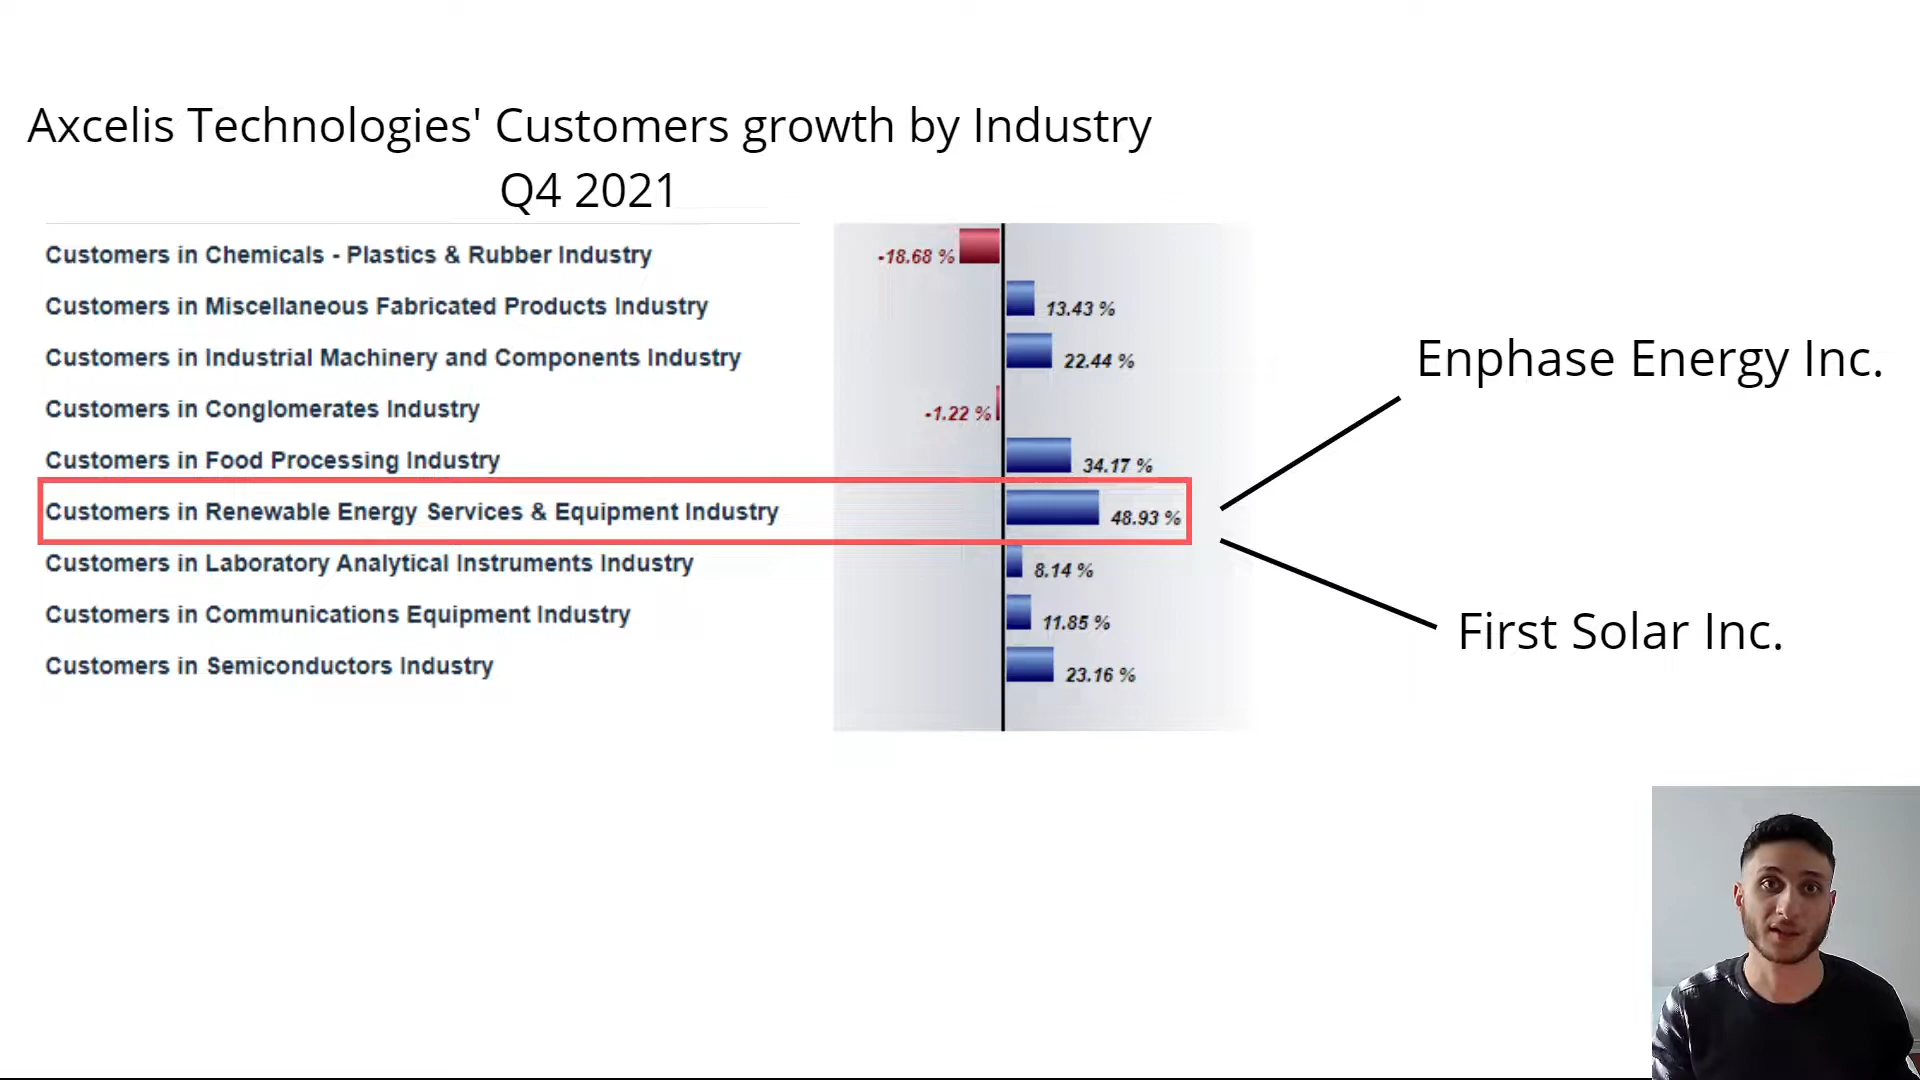 Axcelis Technologies' Customers growth by Industry
Q4 2021
Customers in Chemicals - Plastics & Rubber Industry
-18.68 %
Customers in Miscellaneous Fabricated Products Industry
13.43 %
Customers in Industrial Machinery and Components Industry
22.44 %
Customers in Conglomerates Industry
-1.22 %
Customers in Food Processing Industry
34.17 %
Customers in Renewable Energy Services & Equipment Industry
48.93 %
Customers in Laboratory Analytical Instruments Industry
8.14 %
Customers in Communications Equipment Industry
11.85 %
Customers in Semiconductors Industry
23.16 %
Enphase Energy Inc.
First Solar Inc.